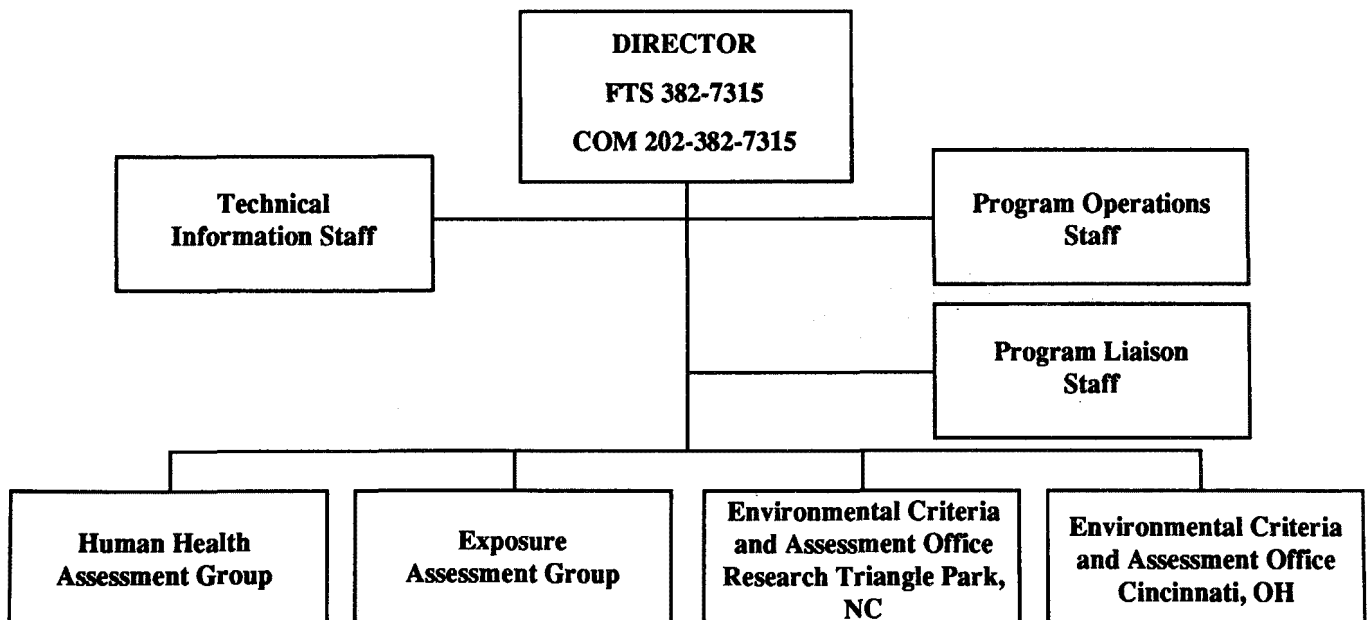 DIRECTOR
FTS 382-7315
COM 202-382-7315
Technical
Information Staff
Program Operations
Staff
Program Liaison
Staff
Human Health
Assessment Group
Exposure
Assessment Group
Environmental Criteria
and Assessment Office
Research Triangle Park,
NC
Environmental Criteria
and Assessment Office
Cincinnati, OH